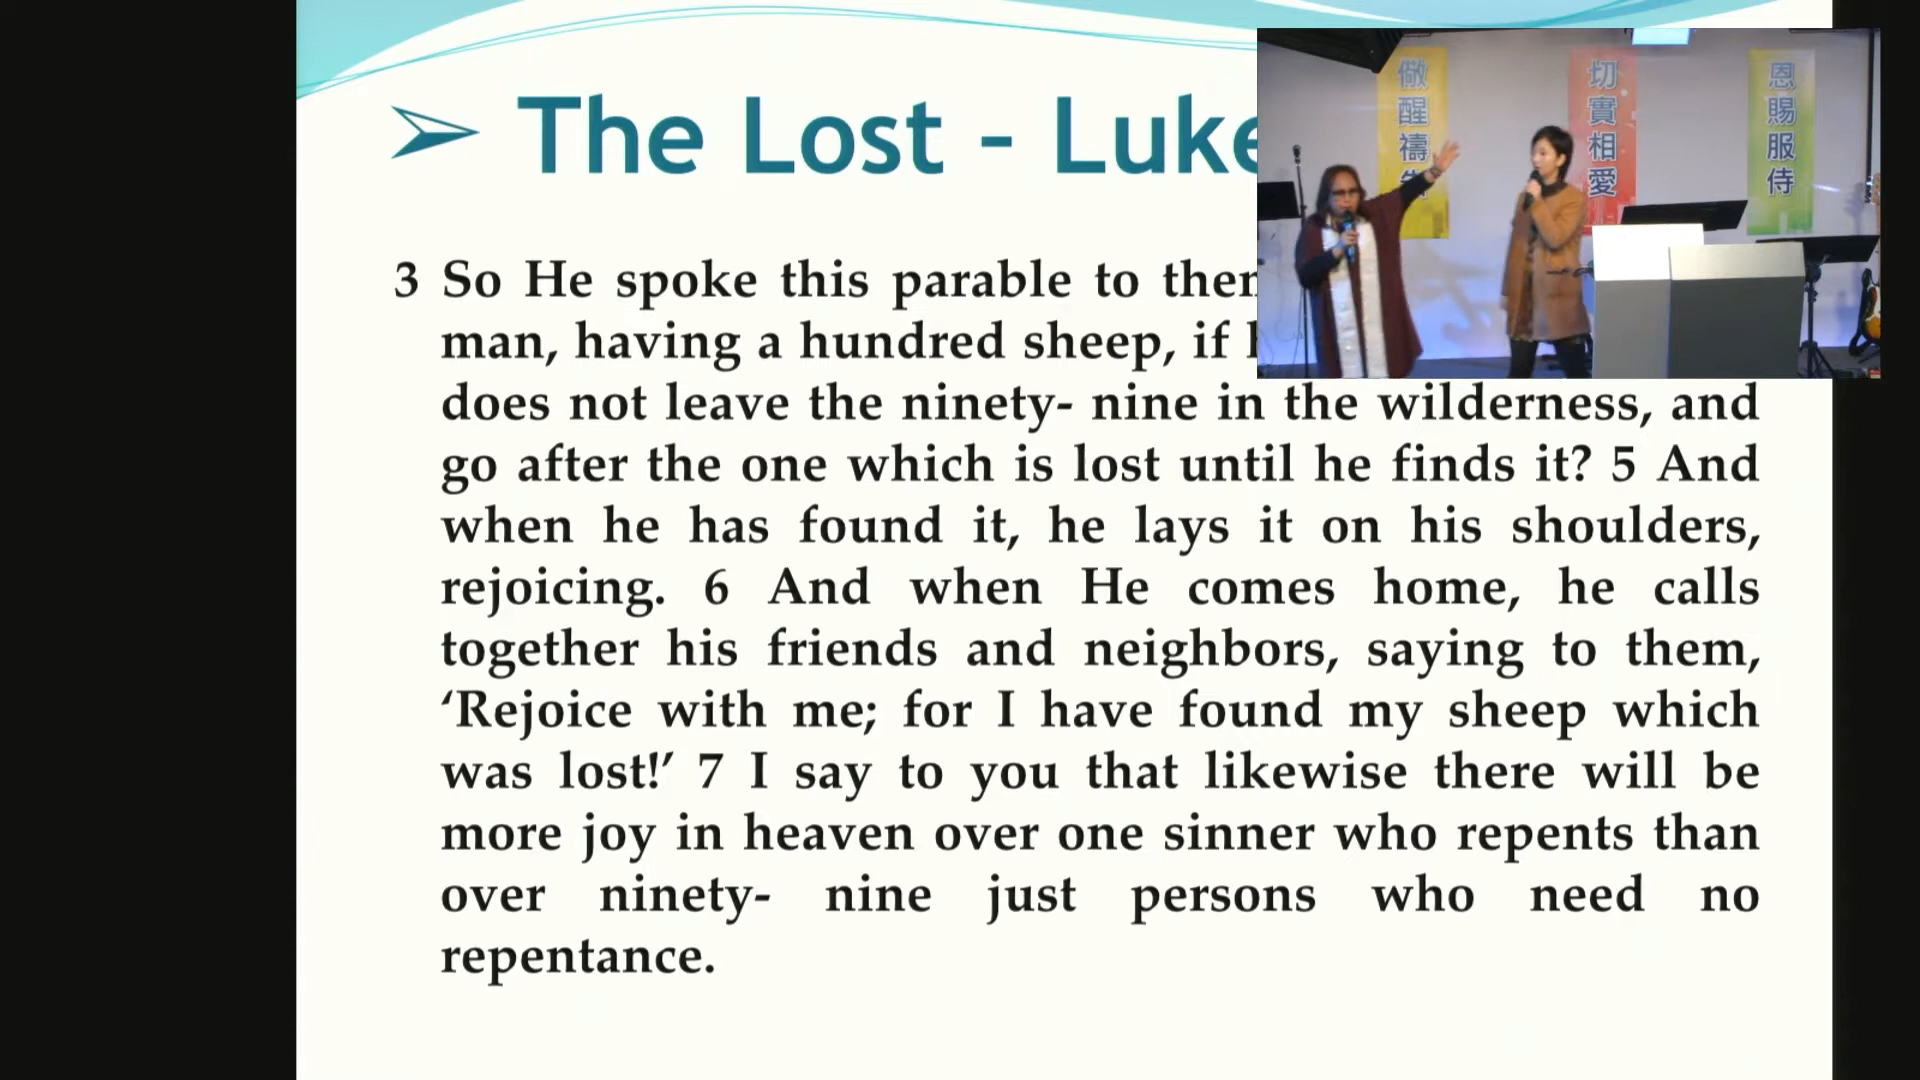 ➢ The Lost - Luke
3 So He spoke this parable to
man, having a hundred sheep, if
does not leave the ninety- nine in the wilderness, and
go after the one which is lost until he finds it? 5 And
when he has found it, he lays it on his shoulders,
rejoicing. 6 And when He comes home, he calls
together his friends and neighbors, saying to them,
‘Rejoice with me; for I have found my sheep which
was lost!’ 7 I say to you that likewise there will be
more joy in heaven over one sinner who repents than
over ninety- nine just persons who need no
repentance.
儆醒禱
切實相愛
恩賜服侍